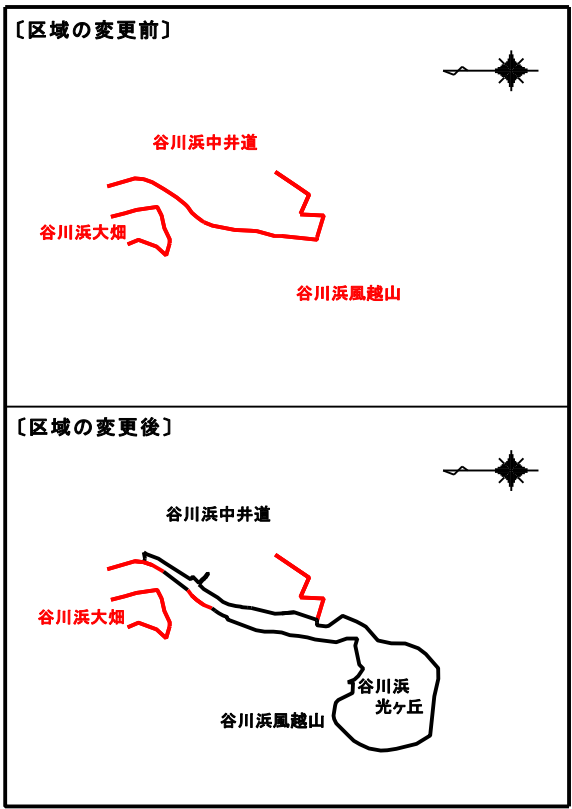 〔区域の変更前〕
谷川浜中井道
谷川浜大畑
谷川浜風越山
〔区域の変更後〕
谷川浜中井道
谷川浜大畑
谷川浜
光ヶ丘
谷川浜風越山